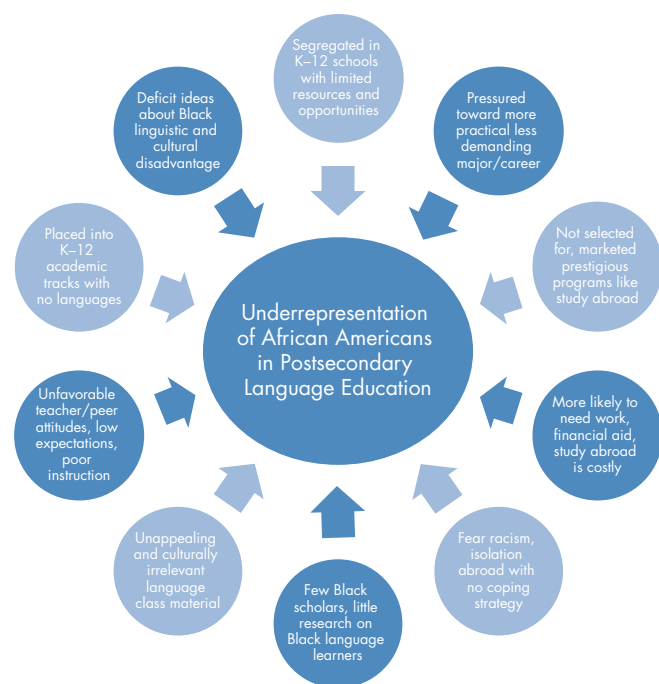 Segregated in
K–12 schools
with limited
resources and
opportunities
Pressured
toward more
practical less
demanding
major/career
Not selected
for, marketed
prestigious
programs like
study abroad
More likely to
need work,
financial aid,
study abroad
is costly
Fear racism,
isolation
abroad with
no coping
strategy
Few Black
scholars, little
research on
Black language
learners
Unappealing
and culturally
irrelevant
language
class material
Unfavorable
teacher/peer
attitudes, low
expectations,
poor
instruction
Placed into
K–12
academic
tracks with
no languages
Deficit ideas
about Black
linguistic and
cultural
disadvantage
Underrepresentation
of African Americans
in Postsecondary
Language Education